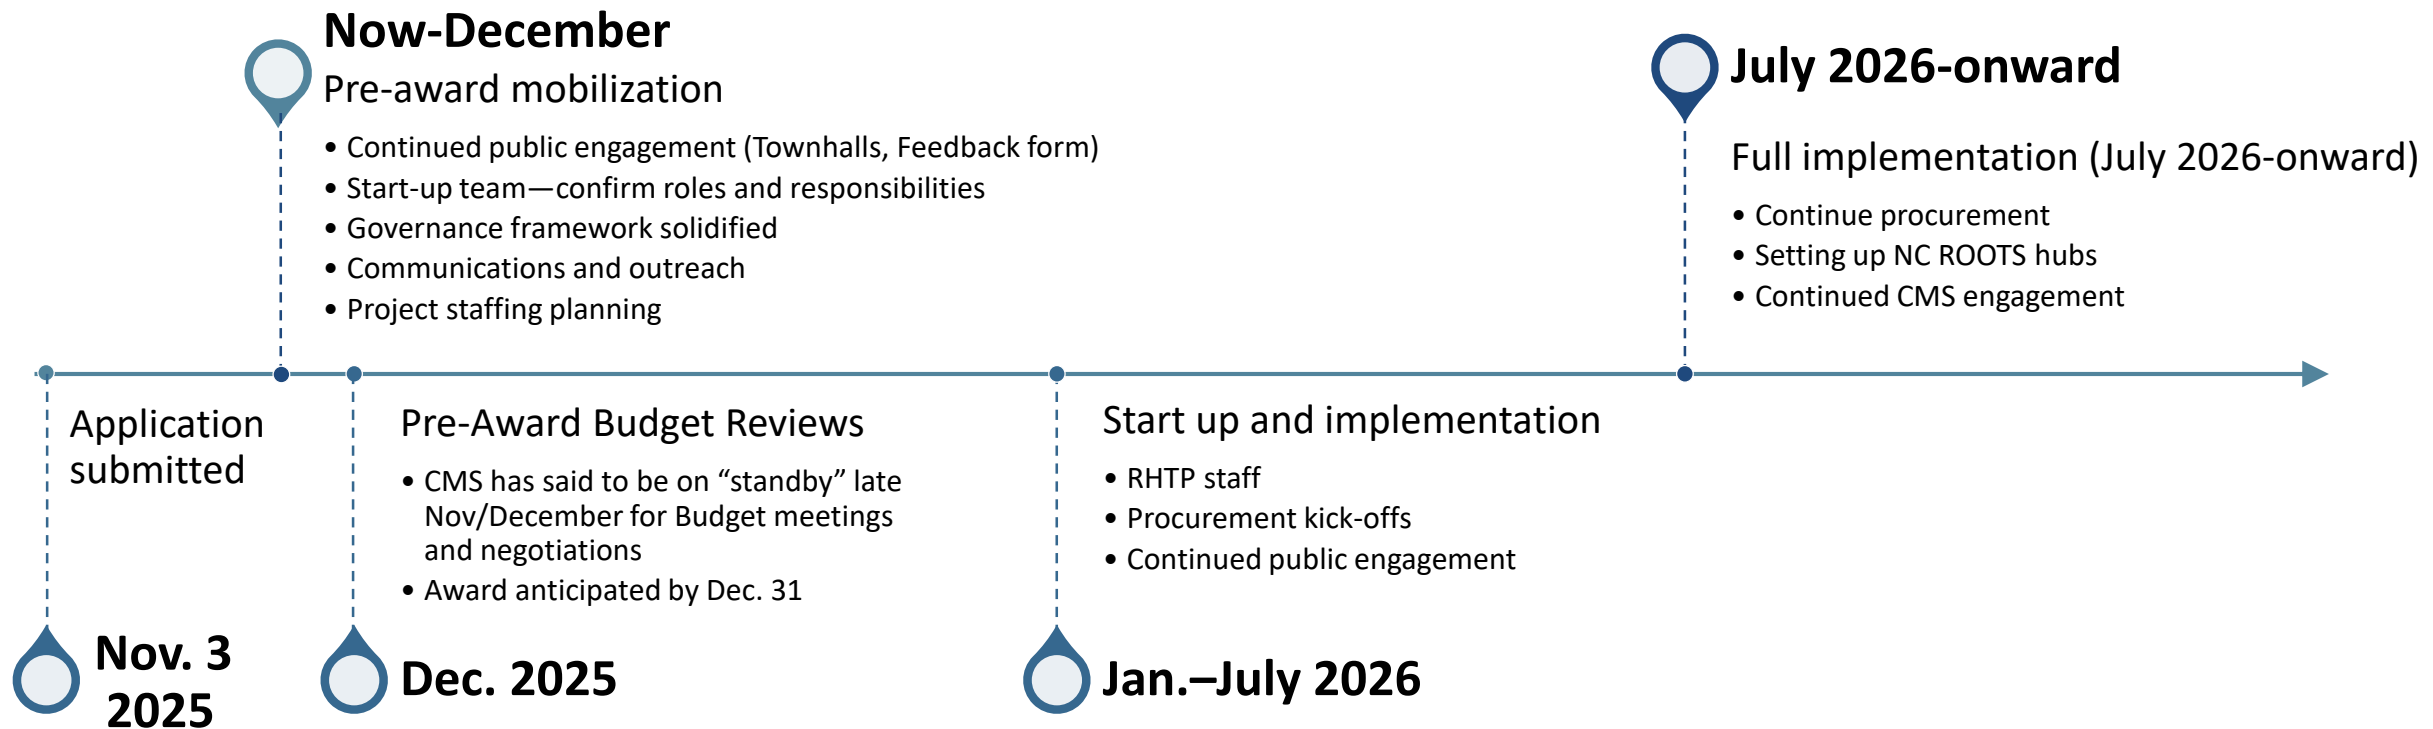 Now-December
Pre-award mobilization
• Continued public engagement (Townhalls, Feedback form)
• Start-up team—confirm roles and responsibilities
• Governance framework solidified
• Communications and outreach
• Project staffing planning
July 2026-onward
Full implementation (July 2026-onward)
• Continue procurement
• Setting up NC ROOTS hubs
• Continued CMS engagement
Application
submitted
Nov. 3
2025
Pre-Award Budget Reviews
• CMS has said to be on “standby” late
Nov/December for Budget meetings
and negotiations
• Award anticipated by Dec. 31
Dec. 2025
Start up and implementation
• RHTP staff
• Procurement kick-offs
• Continued public engagement
Jan.–July 2026